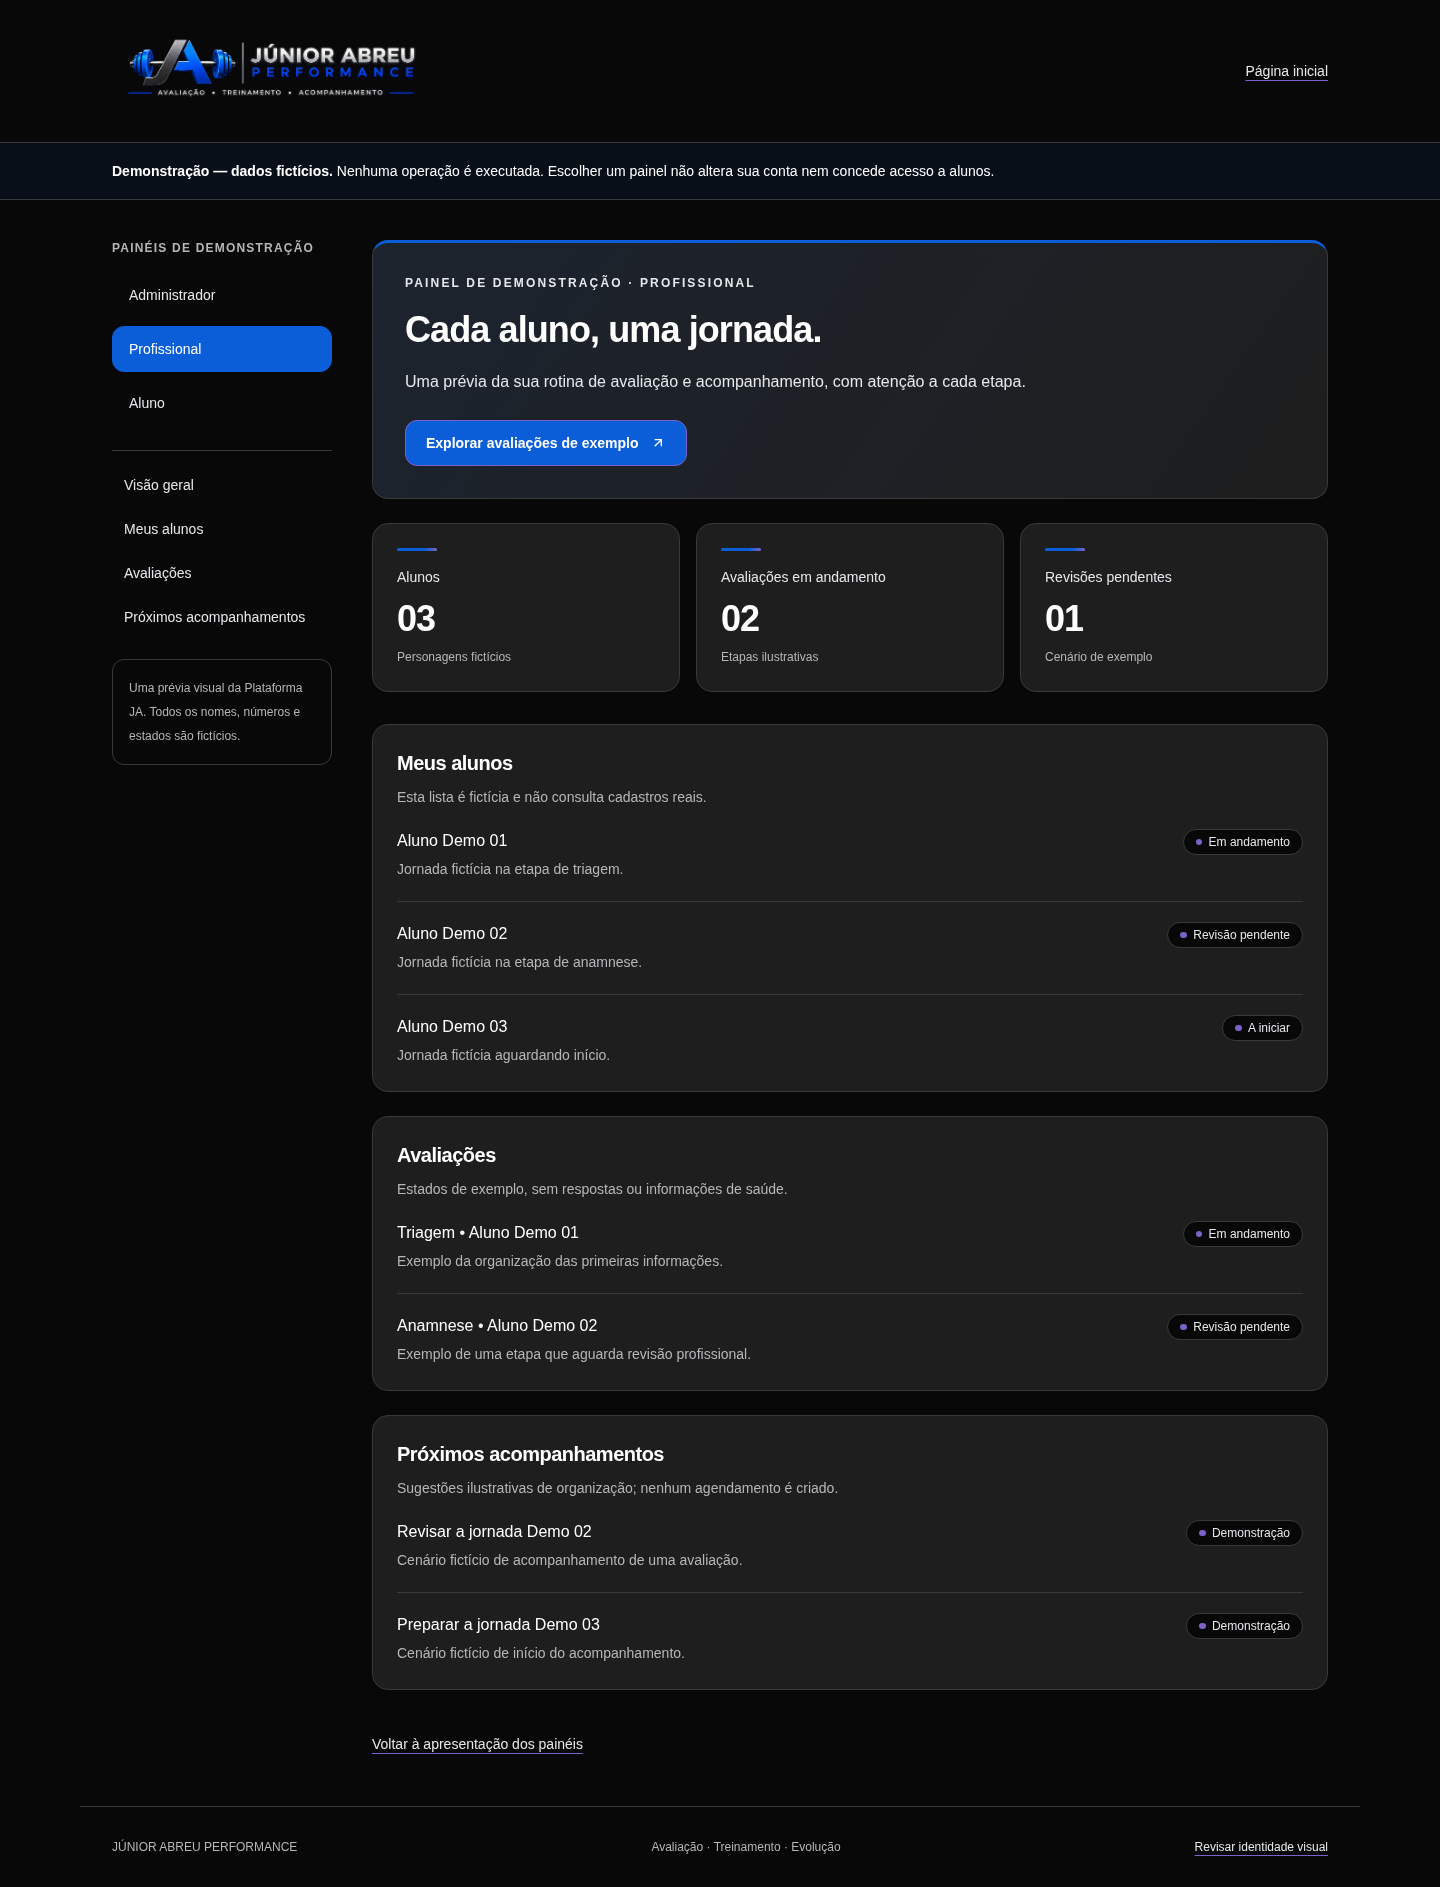 JÚNIOR ABREU
PERFORMANCE
AVALIAÇÃO • TREINAMENTO • ACOMPANHAMENTO
Página inicial
Demonstração — dados fictícios. Nenhuma operação é executada. Escolher um painel não altera sua conta nem concede acesso a alunos.
PAINÉIS DE DEMONSTRAÇÃO
Administrador
Profissional
Aluno
Visão geral
Meus alunos
Avaliações
Próximos acompanhamentos
Uma prévia visual da Plataforma
JA. Todos os nomes, números e
estados são fictícios.
PAINEL DE DEMONSTRAÇÃO · PROFISSIONAL
Cada aluno, uma jornada.
Uma prévia da sua rotina de avaliação e acompanhamento, com atenção a cada etapa.
Explorar avaliações de exemplo
Alunos
03
Personagens fictícios
Avaliações em andamento
02
Etapas ilustrativas
Revisões pendentes
01
Cenário de exemplo
Meus alunos
Esta lista é fictícia e não consulta cadastros reais.
Aluno Demo 01
Em andamento
Jornada fictícia na etapa de triagem.
Aluno Demo 02
Revisão pendente
Jornada fictícia na etapa de anamnese.
Aluno Demo 03
A iniciar
Jornada fictícia aguardando início.
Avaliações
Estados de exemplo, sem respostas ou informações de saúde.
Triagem • Aluno Demo 01
Em andamento
Exemplo da organização das primeiras informações.
Anamnese • Aluno Demo 02
Revisão pendente
Exemplo de uma etapa que aguarda revisão profissional.
Próximos acompanhamentos
Sugestões ilustrativas de organização; nenhum agendamento é criado.
Revisar a jornada Demo 02
Demonstração
Cenário fictício de acompanhamento de uma avaliação.
Preparar a jornada Demo 03
Demonstração
Cenário fictício de início do acompanhamento.
Voltar à apresentação dos painéis
JÚNIOR ABREU PERFORMANCE
Avaliação · Treinamento · Evolução
Revisar identidade visual